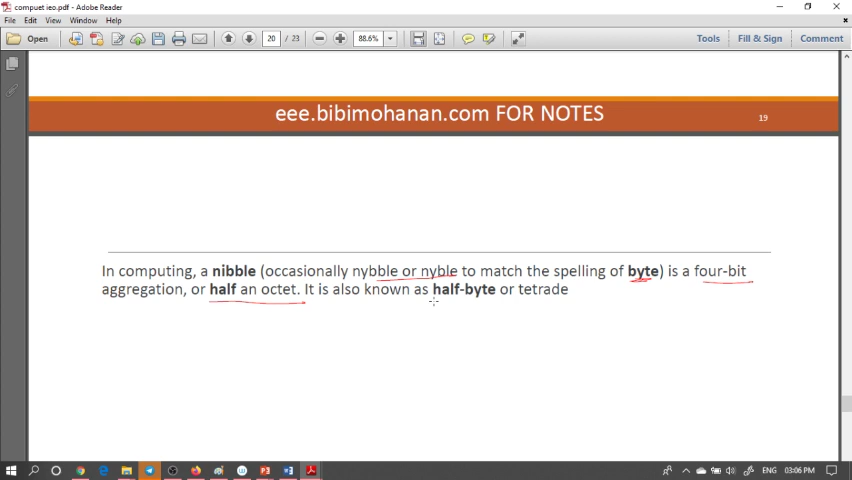 compuet ieo.pdf - Adobe Reader
File Edit View Window Help
Open 20 / 23 88.6% Tools Fill & Sign Comment
eee.bibimohanan.com FOR NOTES 19
In computing, a nibble (occasionally nybble or nyble to match the spelling of byte) is a four-bit
aggregation, or half an octet. It is also known as half-byte or tetrade
ENG 03:06 PM